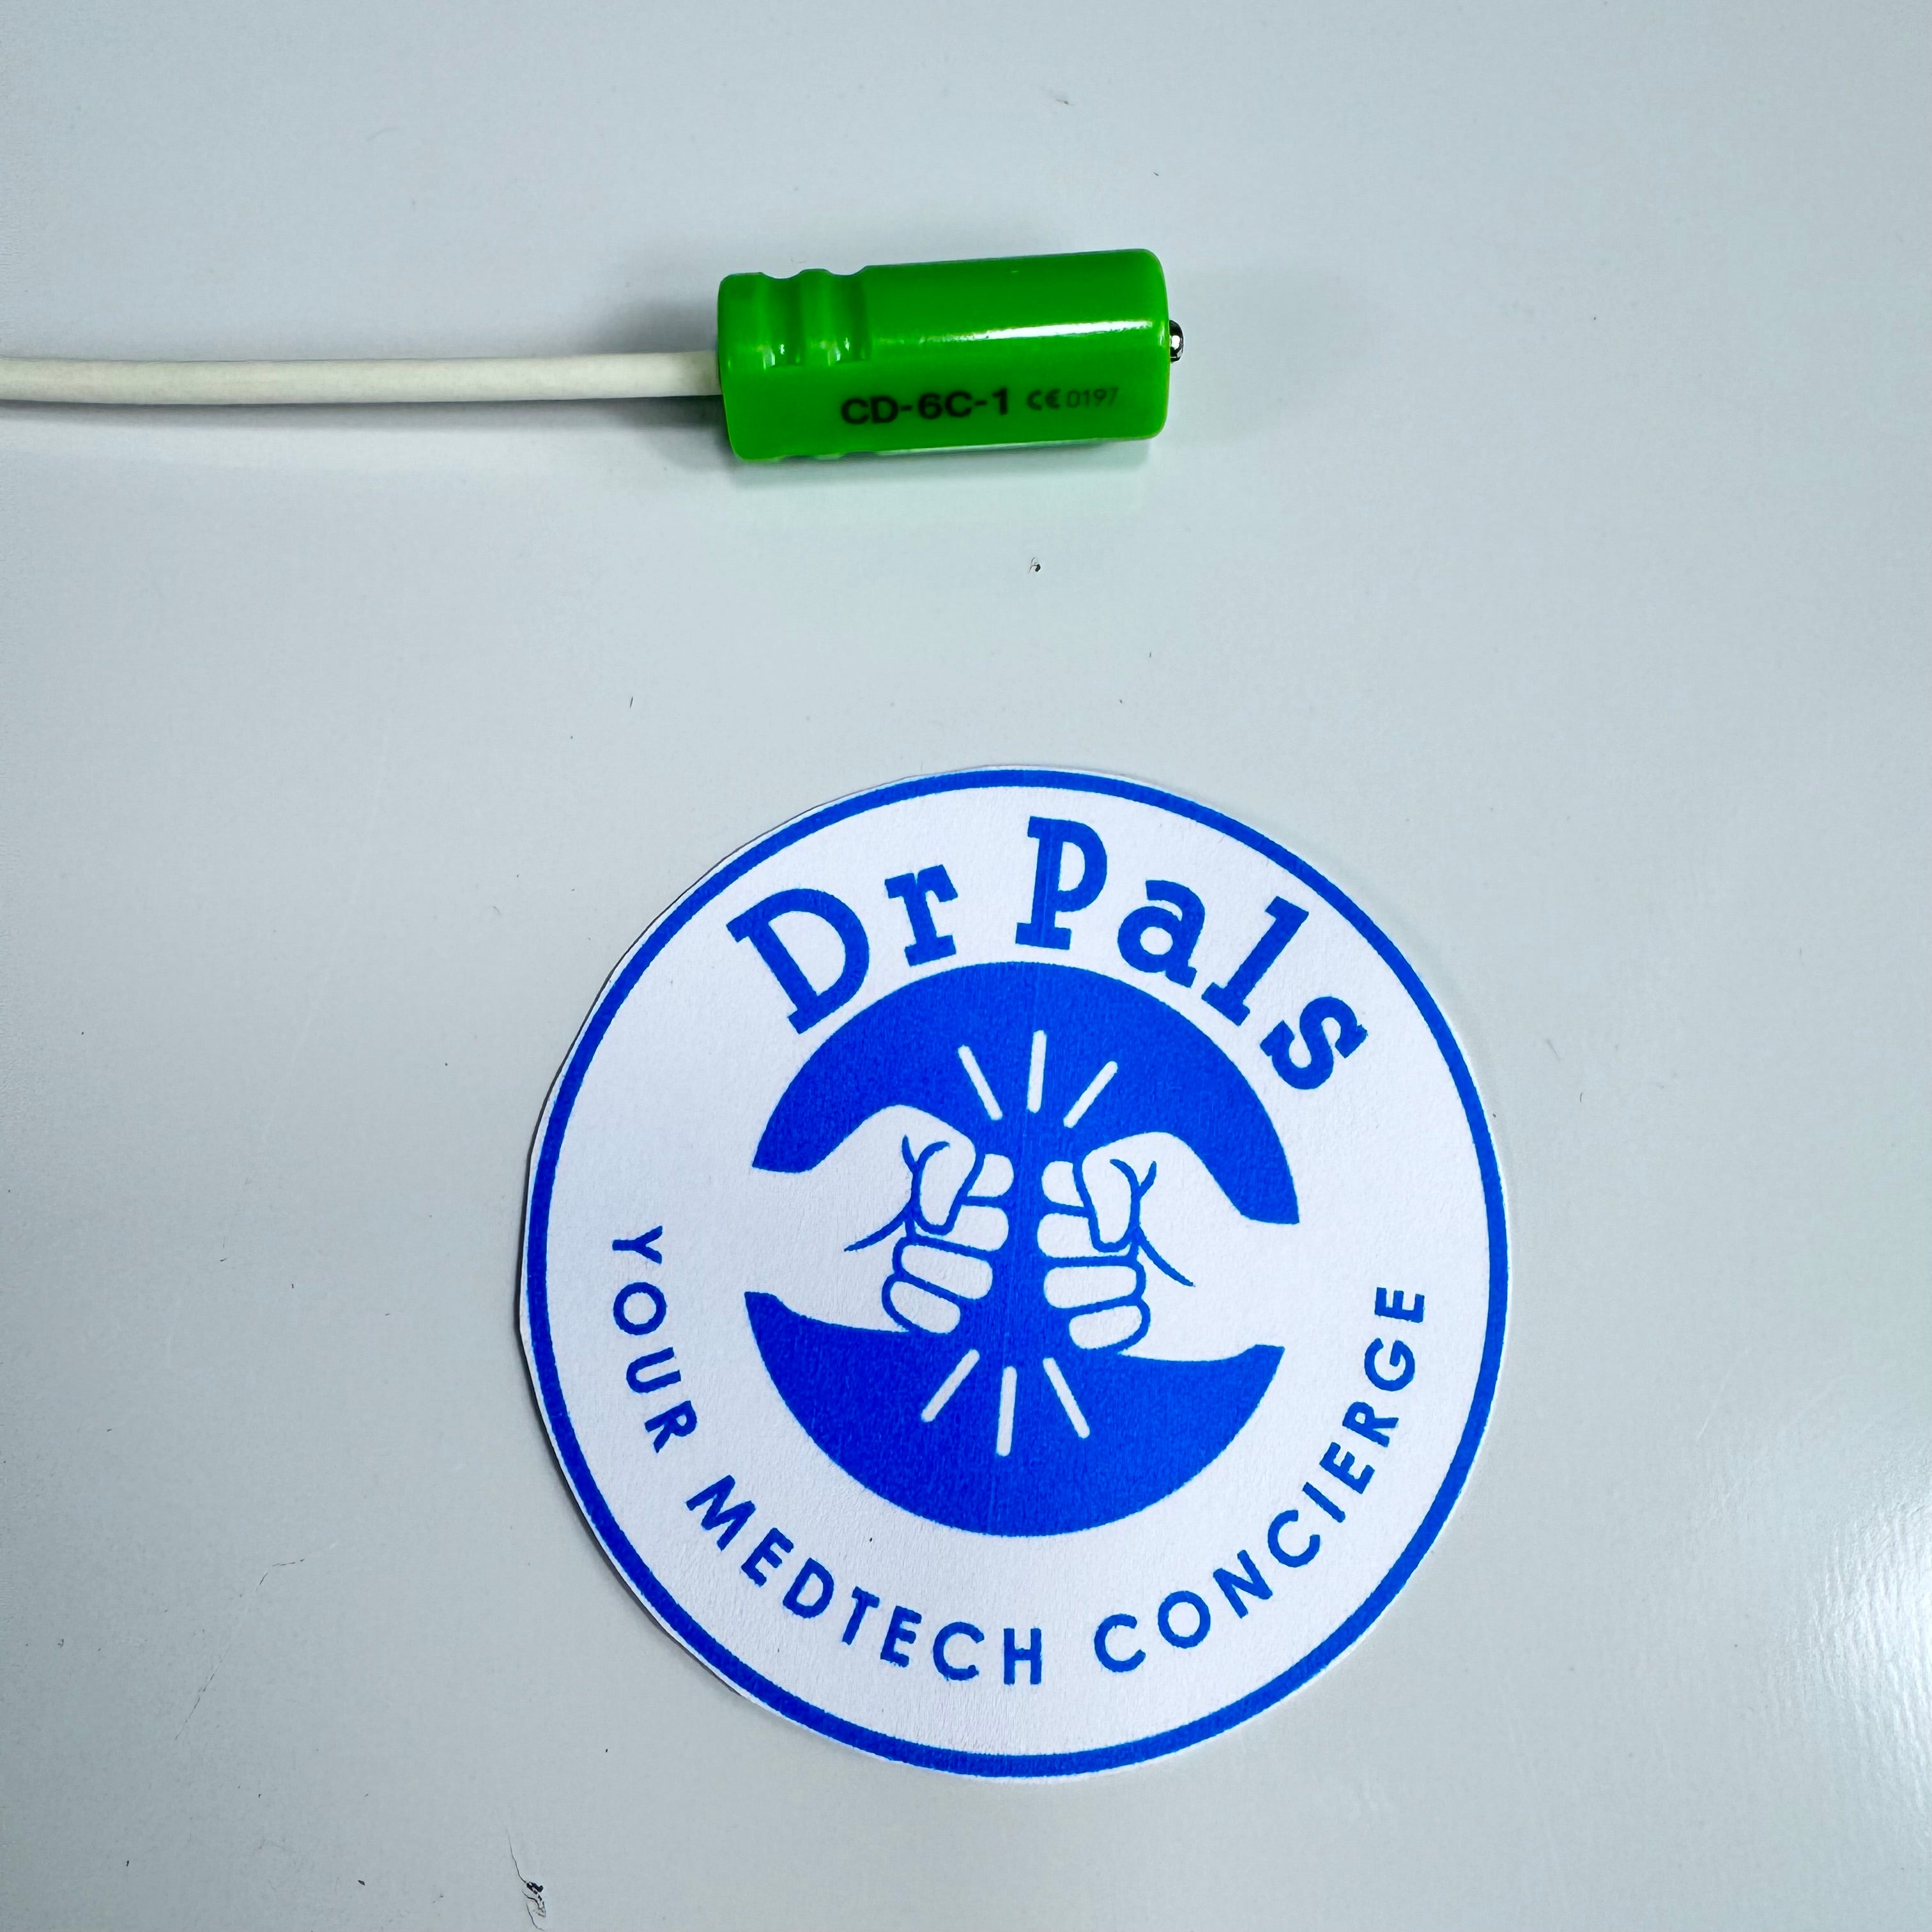 CD-6C-1 CE 0197
Dr Pals
YOUR MEDTECH CONCIERGE